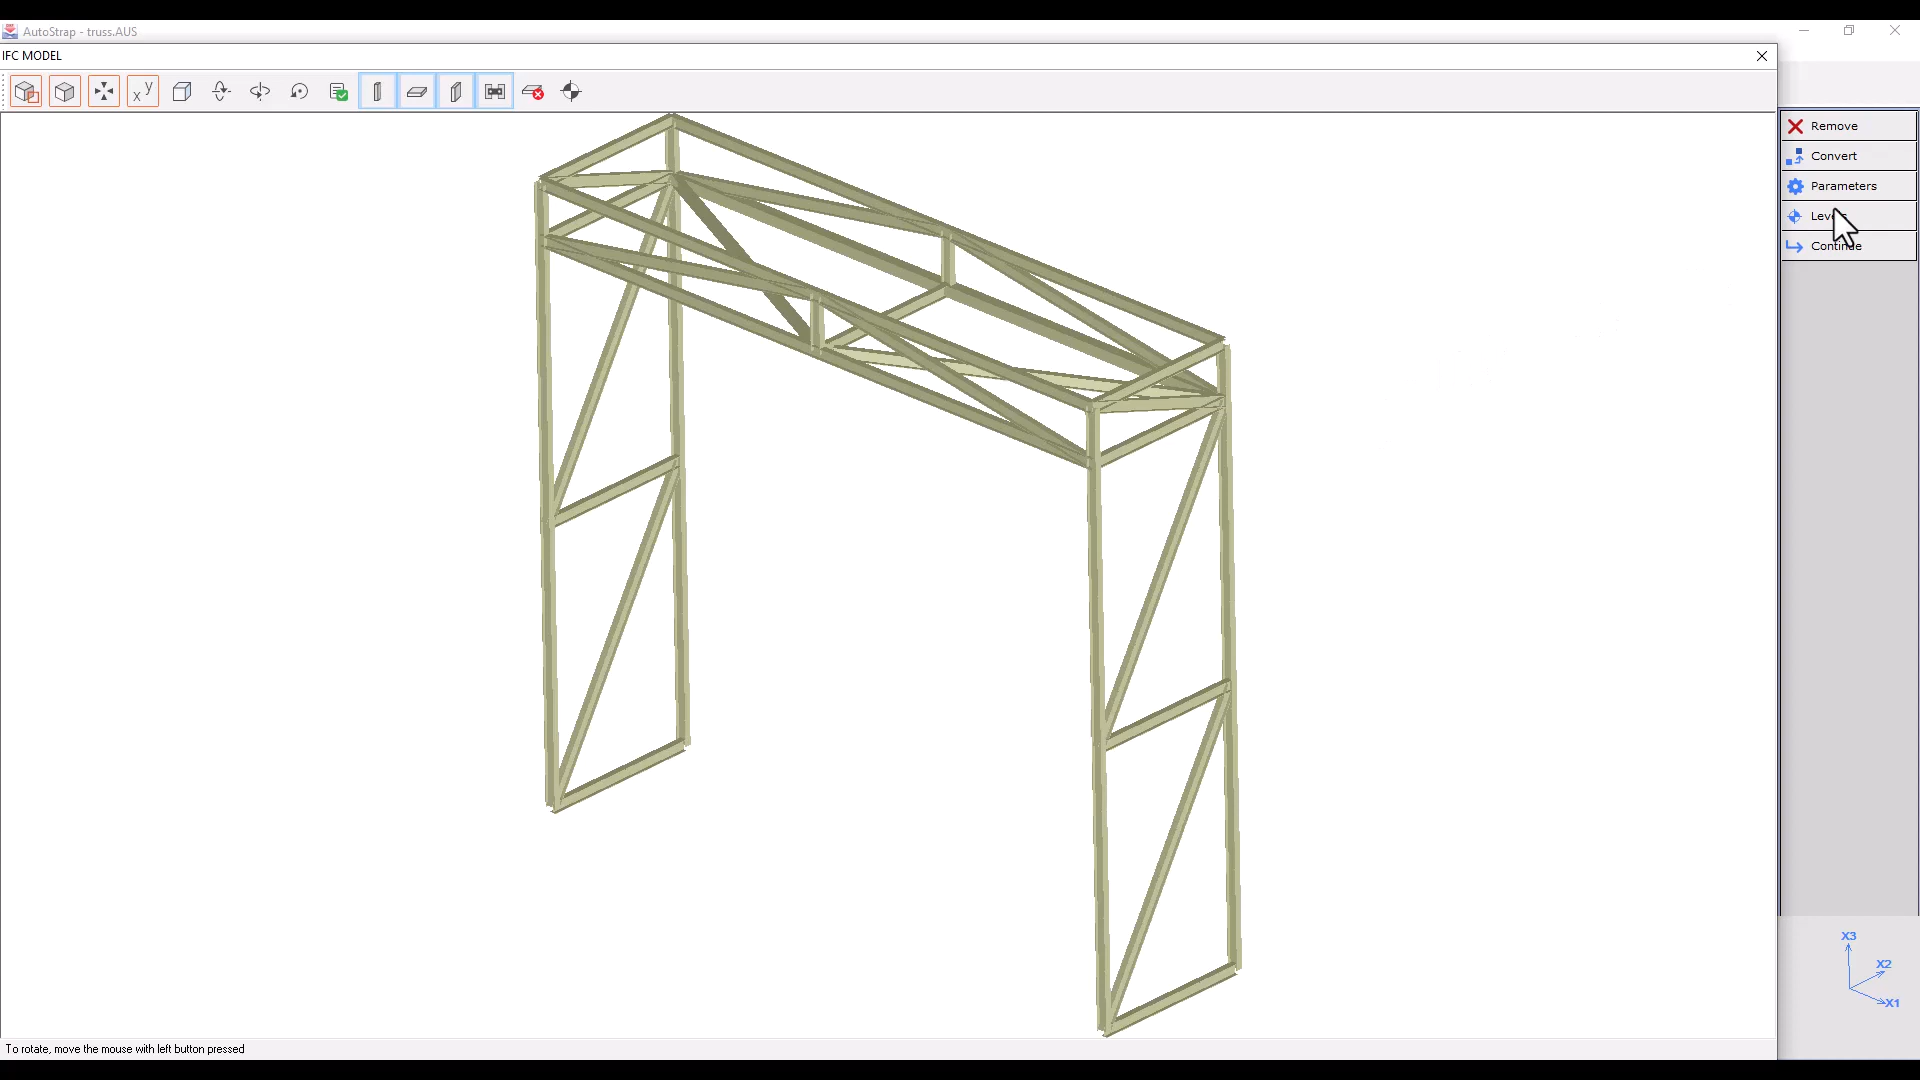 AutoStrap - truss.AUS
IFC MODEL
x y
Remove
Convert
Parameters
Continue
X3
X2
X1
To rotate, move the mouse with left button pressed